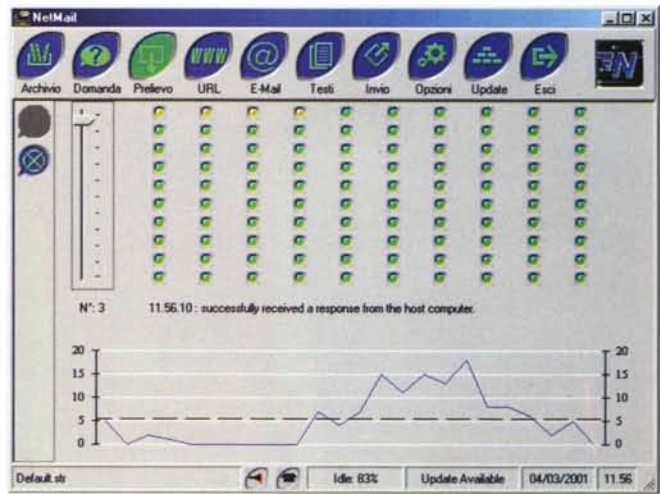 NetMail
Archivio Domanda Prelievo URL E-Mail Testi Invio Opzioni Update Esci
N°: 3 11.56.10 : successfully received a response from the host computer.
20 20
15 15
10 10
5 5
0 0
Default.str Idle: 83% Update Available 04/03/2001 11.56